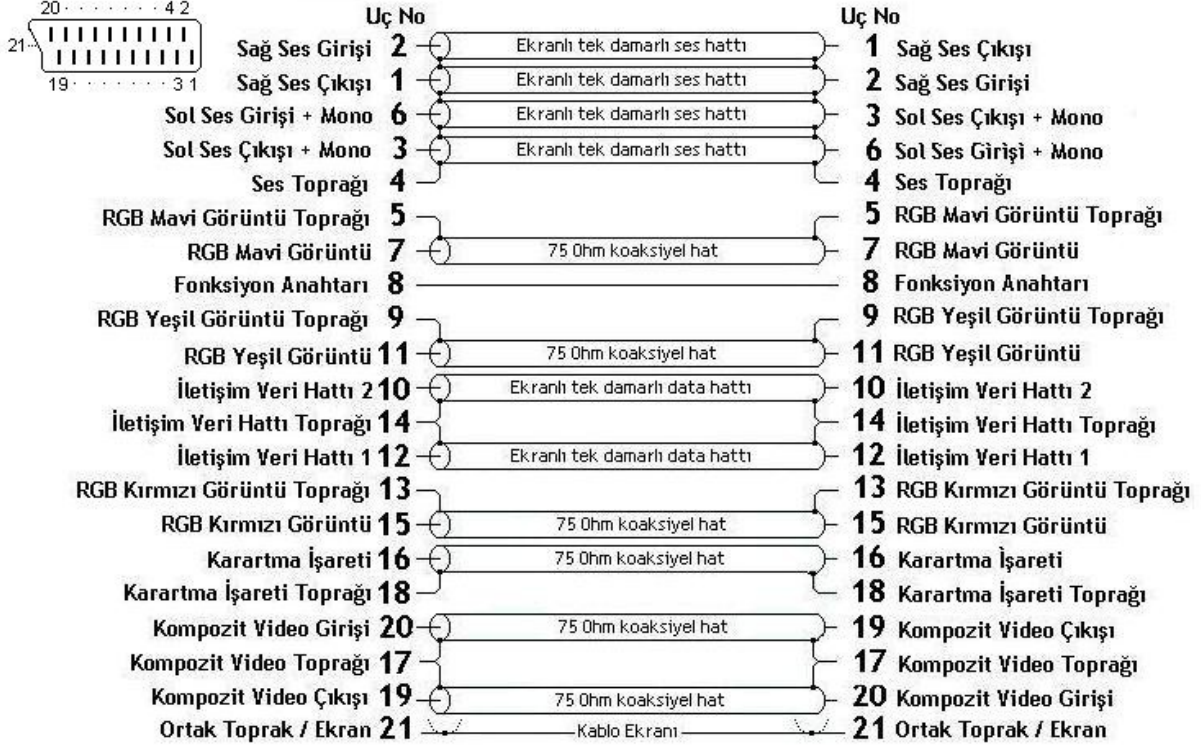 20 · · · · · · · 4 2
21
19 · · · · · · · 3 1
Uç No Uç No
Sağ Ses Girişi 2 Ekranlı tek damarlı ses hattı 1 Sağ Ses Çıkışı
Sağ Ses Çıkışı 1 Ekranlı tek damarlı ses hattı 2 Sağ Ses Girişi
Sol Ses Girişi + Mono 6 Ekranlı tek damarlı ses hattı 3 Sol Ses Çıkışı + Mono
Sol Ses Çıkışı + Mono 3 Ekranlı tek damarlı ses hattı 6 Sol Ses Girişi + Mono
Ses Toprağı 4 4 Ses Toprağı
RGB Mavi Görüntü Toprağı 5 5 RGB Mavi Görüntü Toprağı
RGB Mavi Görüntü 7 75 Ohm koaksiyel hat 7 RGB Mavi Görüntü
Fonksiyon Anahtarı 8 8 Fonksiyon Anahtarı
RGB Yeşil Görüntü Toprağı 9 9 RGB Yeşil Görüntü Toprağı
RGB Yeşil Görüntü 11 75 Ohm koaksiyel hat 11 RGB Yeşil Görüntü
İletişim Veri Hattı 2 10 Ekranlı tek damarlı data hattı 10 İletişim Veri Hattı 2
İletişim Veri Hattı Toprağı 14 14 İletişim Veri Hattı Toprağı
İletişim Veri Hattı 1 12 Ekranlı tek damarlı data hattı 12 İletişim Veri Hattı 1
RGB Kırmızı Görüntü Toprağı 13 13 RGB Kırmızı Görüntü Toprağı
RGB Kırmızı Görüntü 15 75 Ohm koaksiyel hat 15 RGB Kırmızı Görüntü
Karartma İşareti 16 75 Ohm koaksiyel hat 16 Karartma İşareti
Karartma İşareti Toprağı 18 18 Karartma İşareti Toprağı
Kompozit Video Girişi 20 75 Ohm koaksiyel hat 19 Kompozit Video Çıkışı
Kompozit Video Toprağı 17 17 Kompozit Video Toprağı
Kompozit Video Çıkışı 19 75 Ohm koaksiyel hat 20 Kompozit Video Girişi
Ortak Toprak / Ekran 21 Kablo Ekranı 21 Ortak Toprak / Ekran